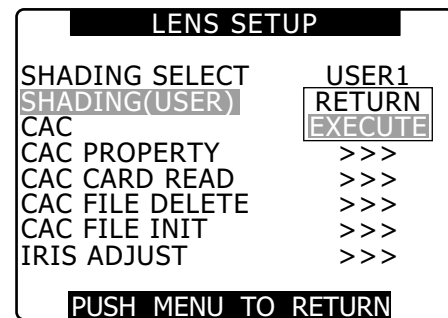 LENS SETUP
SHADING SELECT USER1
SHADING(USER) RETURN
CAC EXECUTE
CAC PROPERTY >>>
CAC CARD READ >>>
CAC FILE DELETE >>>
CAC FILE INIT >>>
IRIS ADJUST >>>
PUSH MENU TO RETURN